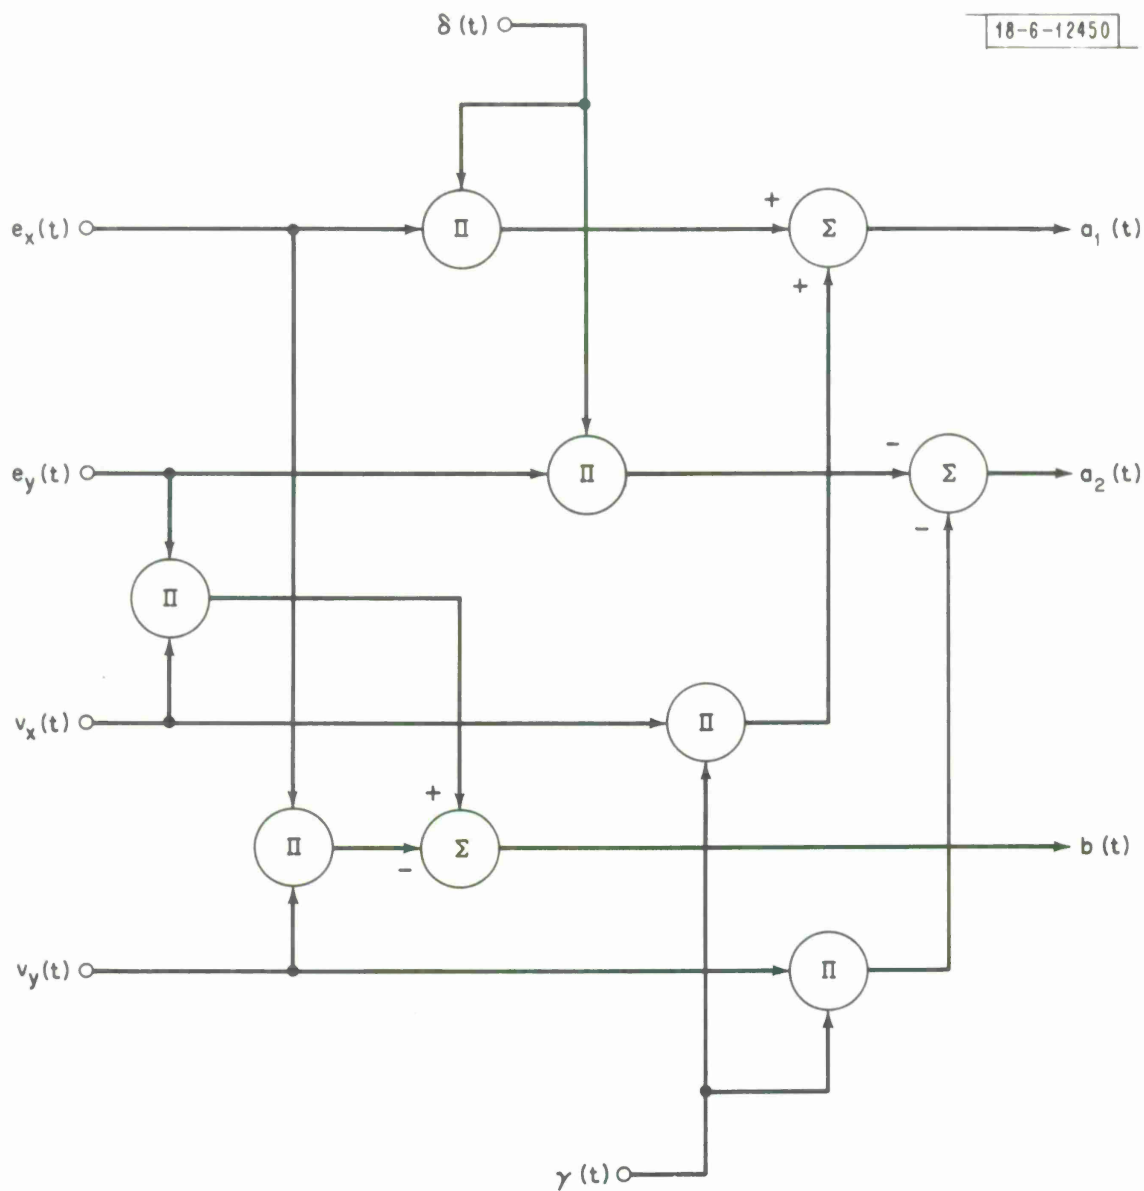 δ(t)
18-6-12450
e_x(t)
Π
+
Σ
a_1(t)
+
e_y(t)
Π
-
Σ
a_2(t)
-
Π
v_x(t)
Π
+
Π
-
Σ
b(t)
v_y(t)
Π
γ(t)